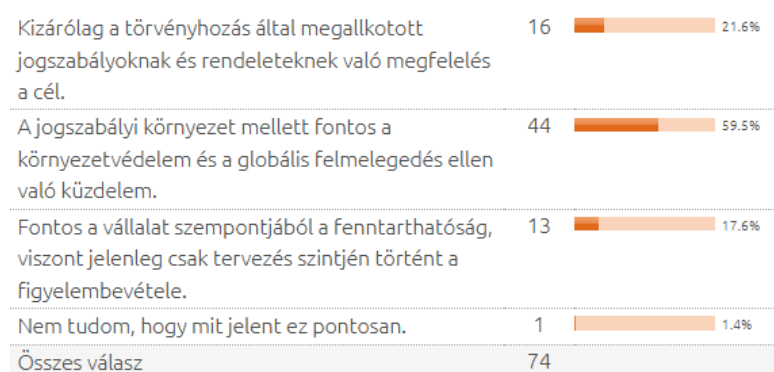 Kizárólag a törvényhozás által megallkotott 16 21.6%
jogszabályoknak és rendeleteknek való megfelelés
a cél.
A jogszabályi környezet mellett fontos a 44 59.5%
környezetvédelem és a globális felmelegedés ellen
való küzdelem.
Fontos a vállalat szempontjából a fenntarthatóság, 13 17.6%
viszont jelenleg csak tervezés szintjén történt a
figyelembevétele.
Nem tudom, hogy mit jelent ez pontosan. 1 1.4%
Összes válasz 74